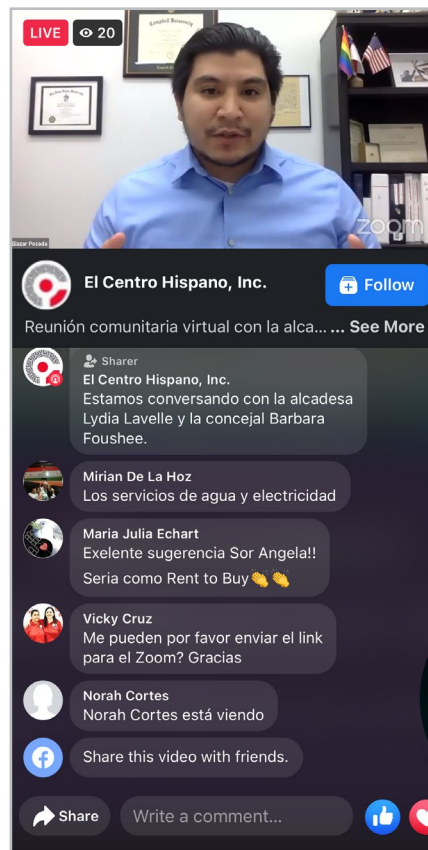 LIVE 20
Campbell University
Eliazar Posada
zoom
El Centro Hispano, Inc.
Follow
Reunión comunitaria virtual con la alca... ... See More
Sharer
El Centro Hispano, Inc.
Estamos conversando con la alcadesa
Lydia Lavelle y la concejal Barbara
Foushee.
Mirian De La Hoz
Los servicios de agua y electricidad
Maria Julia Echart
Exelente sugerencia Sor Angela!!
Seria como Rent to Buy👏👏
Vicky Cruz
Me pueden por favor enviar el link
para el Zoom? Gracias
Norah Cortes
Norah Cortes está viendo
Share this video with friends.
Share
Write a comment...